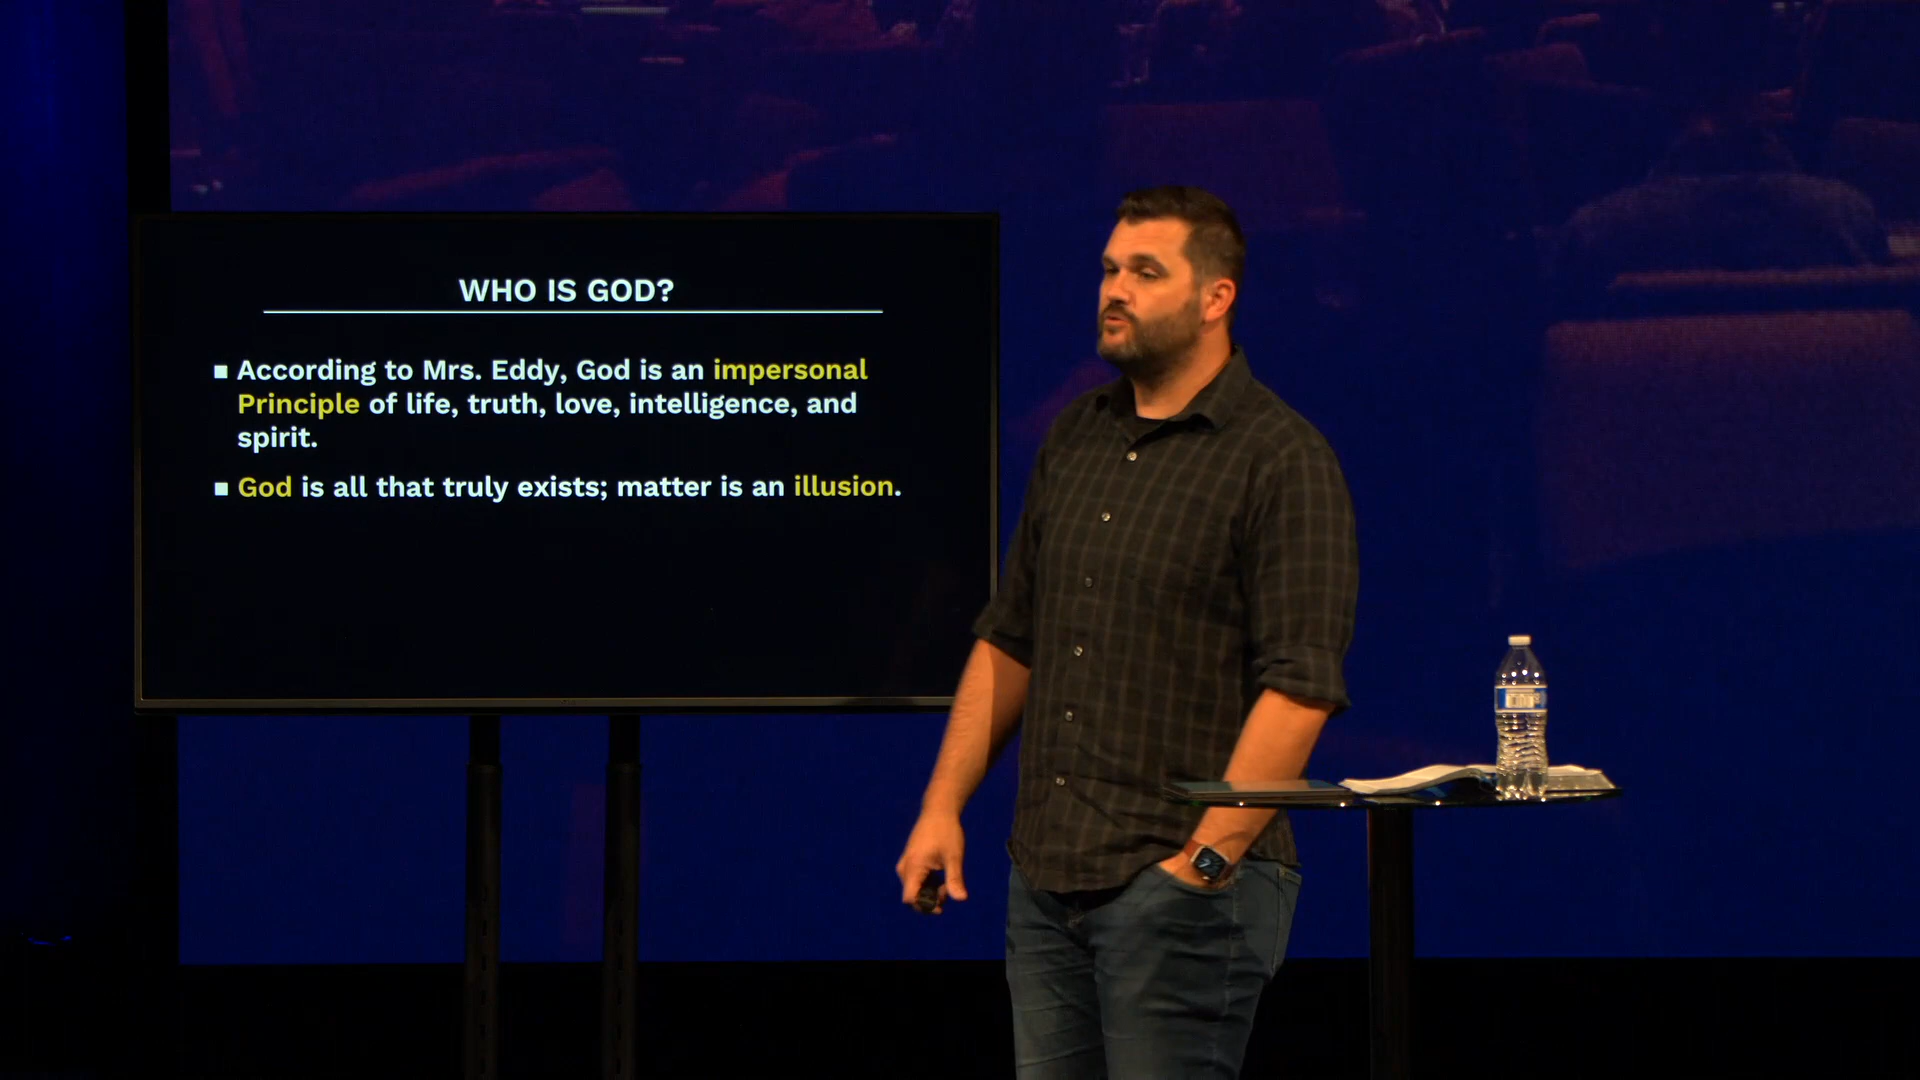 WHO IS GOD?
■ According to Mrs. Eddy, God is an impersonal
Principle of life, truth, love, intelligence, and
spirit.
■ God is all that truly exists; matter is an illusion.